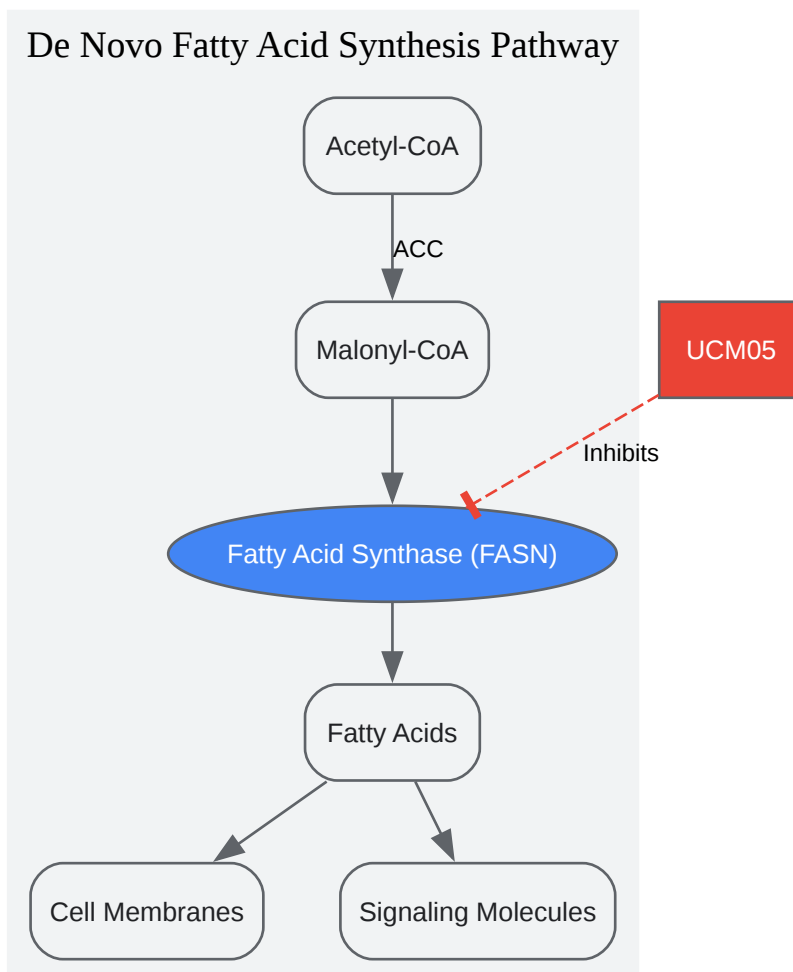 De Novo Fatty Acid Synthesis Pathway
Acetyl-CoA
ACC
Malonyl-CoA
UCM05
Inhibits
Fatty Acid Synthase (FASN)
Fatty Acids
Cell Membranes
Signaling Molecules